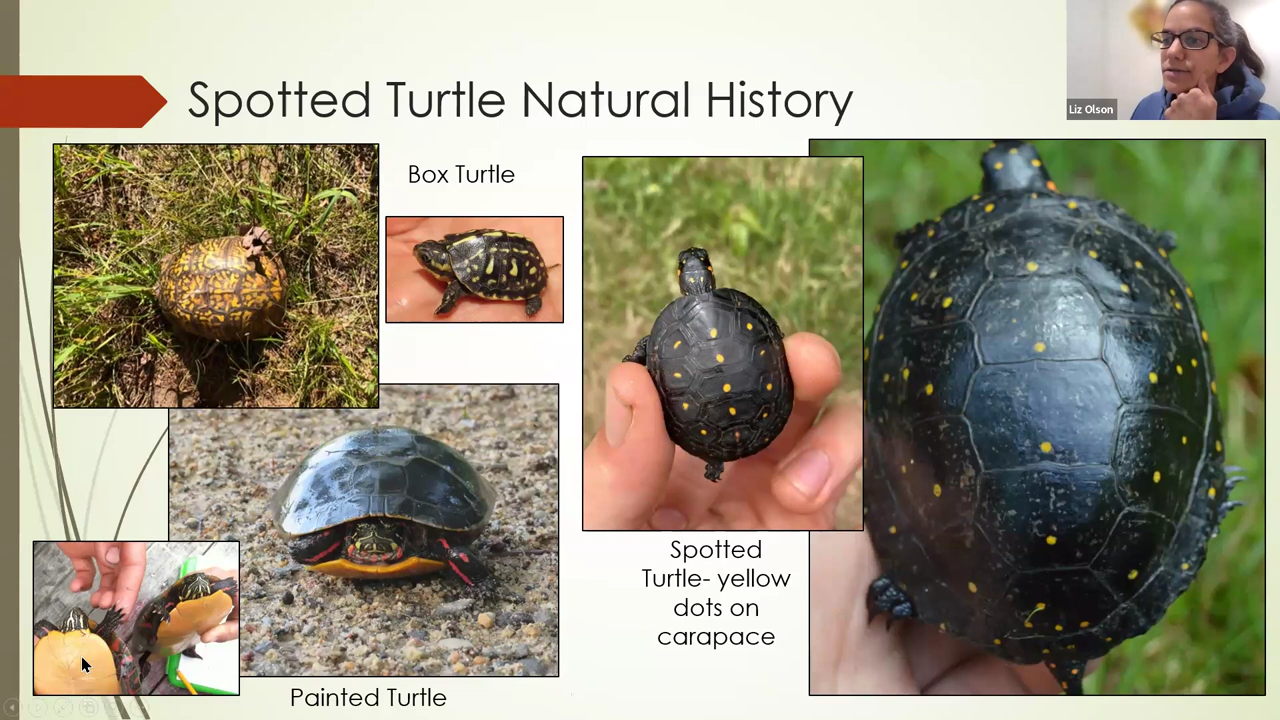 Liz Olson
Spotted Turtle Natural History
Box Turtle
Spotted
Turtle- yellow
dots on
carapace
Painted Turtle